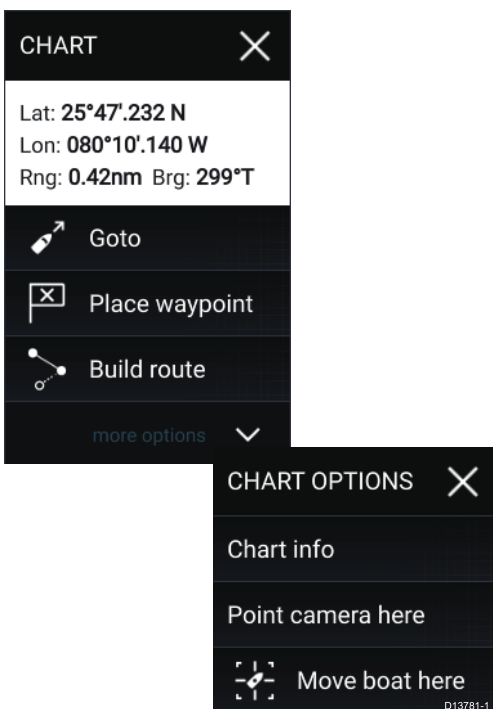 CHART
Lat: 25°47'.232 N
Lon: 080°10'.140 W
Rng: 0.42nm Brg: 299°T
Goto
Place waypoint
Build route
more options
CHART OPTIONS
Chart info
Point camera here
Move boat here
D13781-1